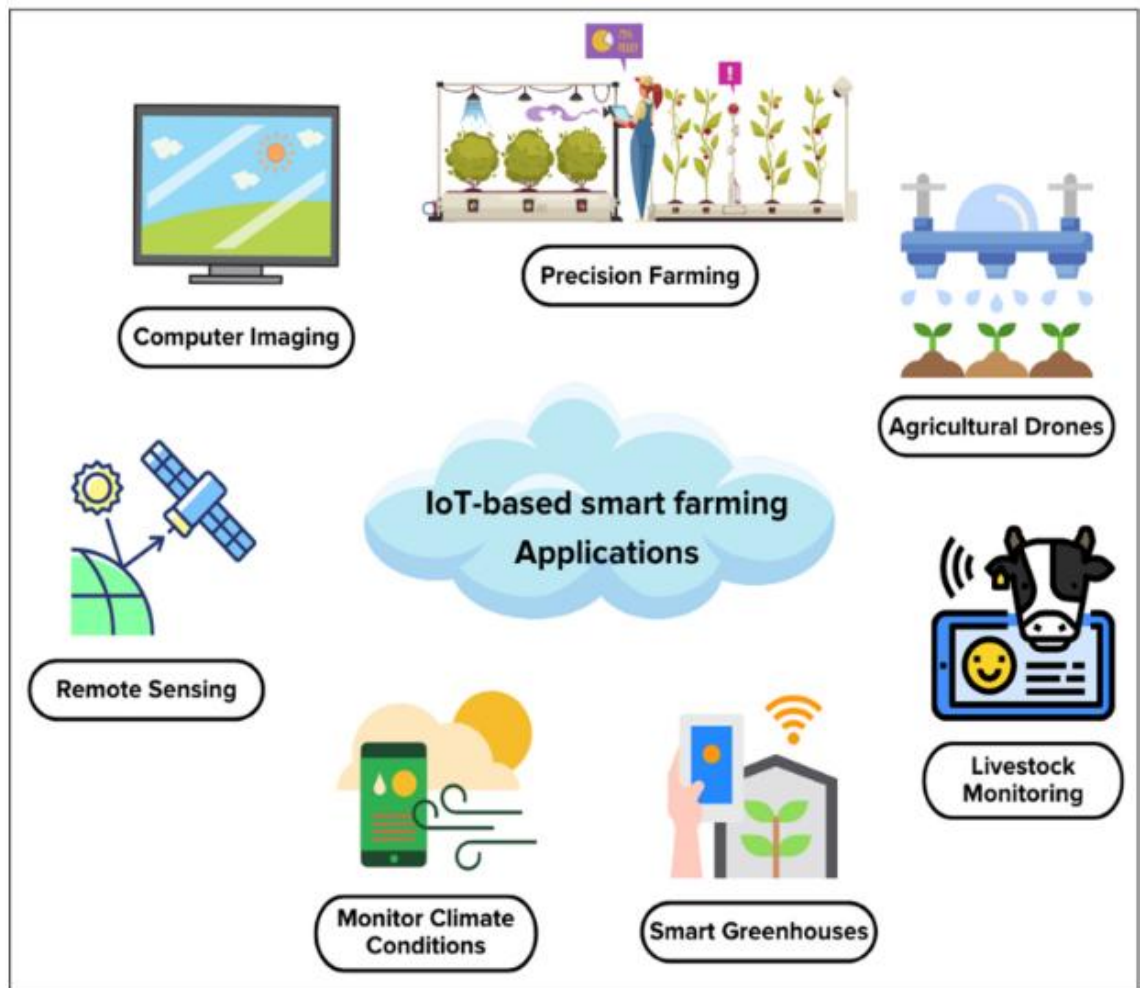 Precision Farming
Computer Imaging
Agricultural Drones
IoT-based smart farming
Applications
Remote Sensing
Livestock
Monitoring
Monitor Climate
Conditions
Smart Greenhouses